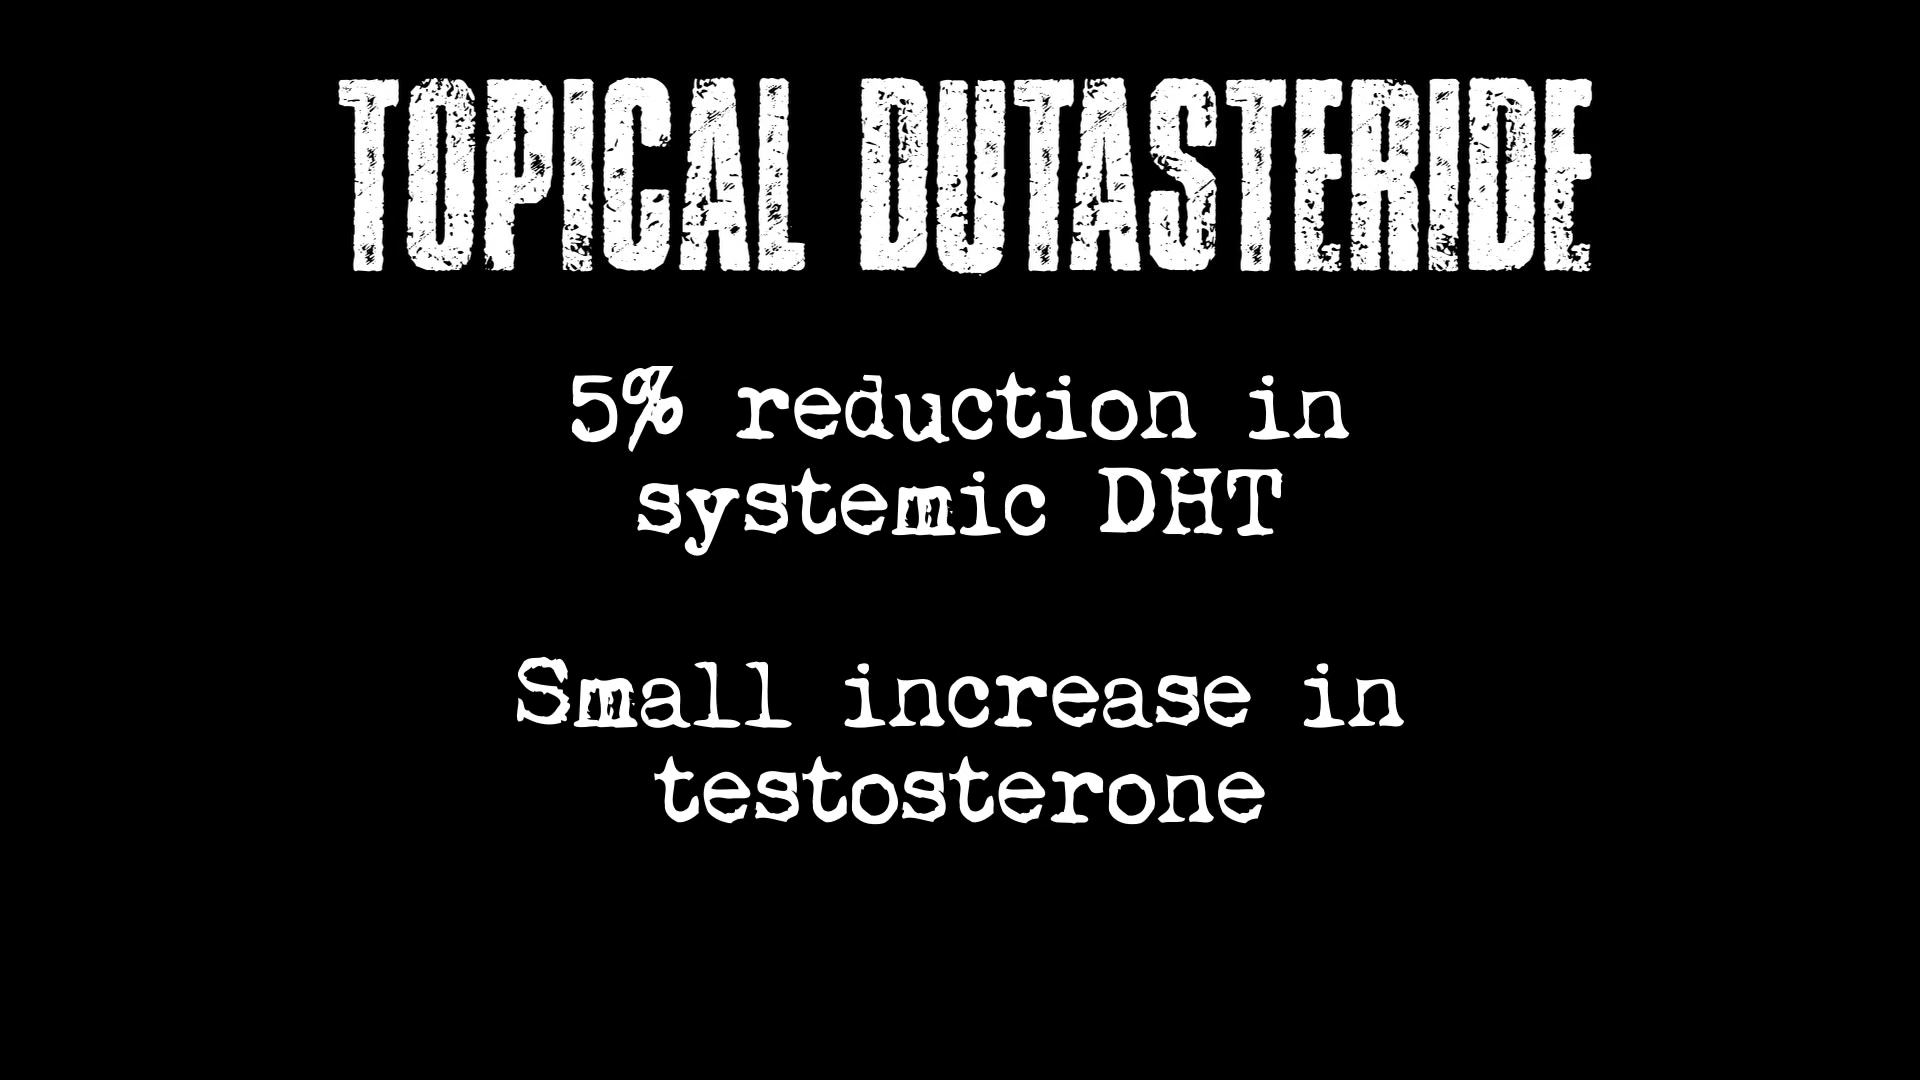 TOPICAL DUTASTERIDE
5% reduction in
systemic DHT
Small increase in
testosterone